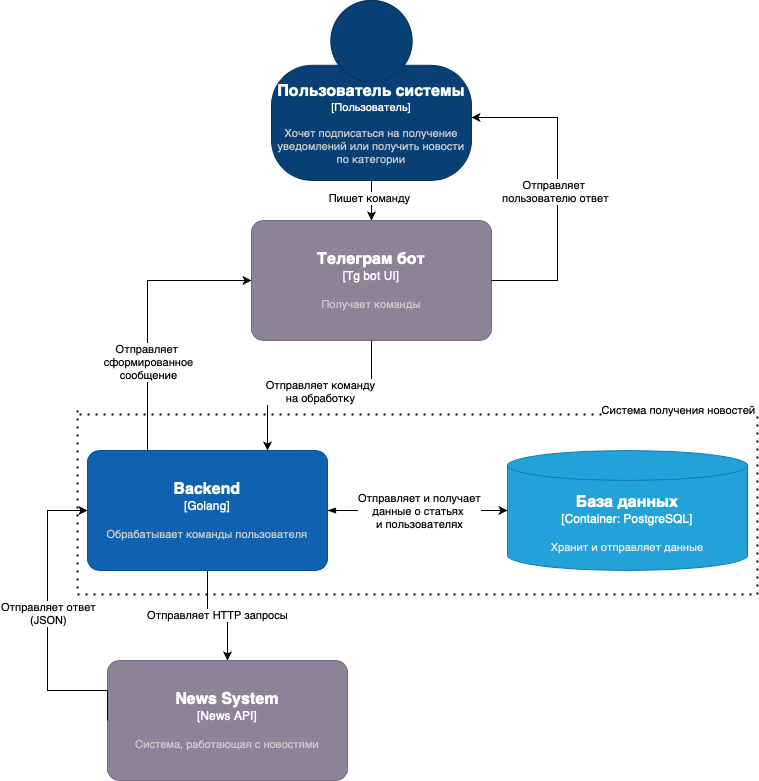 Пользователь системы
[Пользователь]
Хочет подписаться на получение
уведомлений или получить новости
по категории
Пишет команду
Отправляет
пользователю ответ
Телеграм бот
[Tg bot UI]
Получает команды
Отправляет
сформированное
сообщение
Отправляет команду
на обработку
Система получения новостей
Backend
[Golang]
Обрабатывает команды пользователя
Отправляет и получает
данные о статьях
и пользователях
База данных
[Container: PostgreSQL]
Хранит и отправляет данные
Отправляет ответ
(JSON)
Отправляет HTTP запросы
News System
[News API]
Система, работающая с новостями